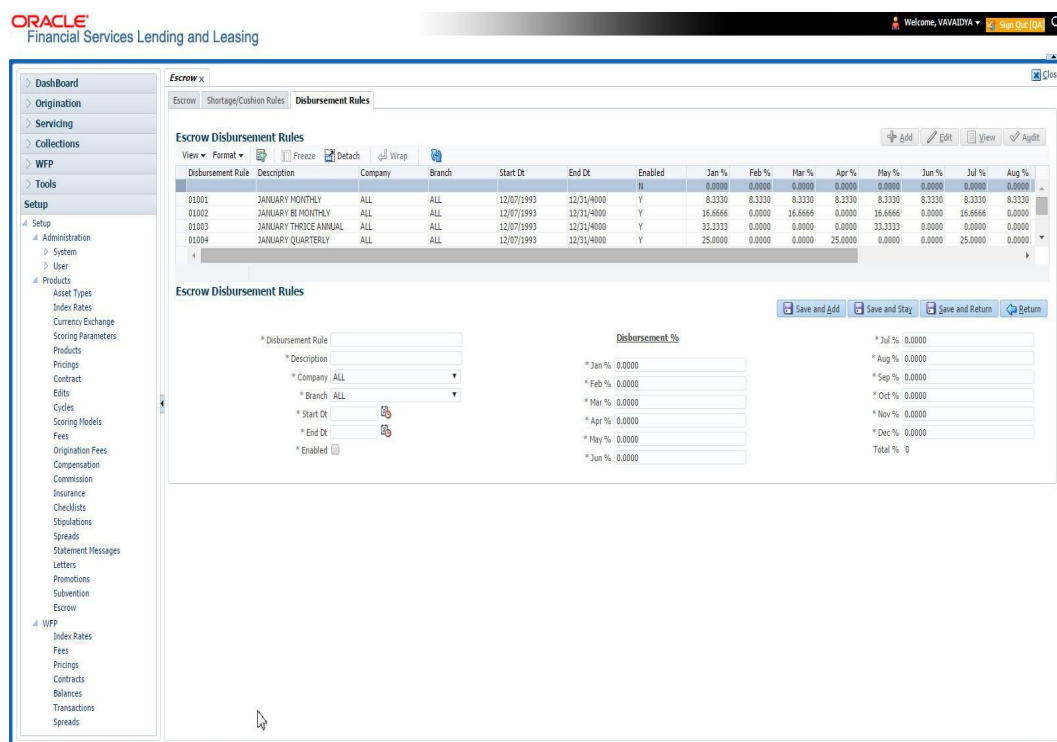 ORACLE
Financial Services Lending and Leasing
Welcome, VAVAIDYA
Sign Out [QA]
DashBoard
Origination
Servicing
Collections
WFP
Tools
Setup
Setup
Administration
System
User
Products
Asset Types
Index Rates
Currency Exchange
Scoring Parameters
Products
Pricings
Contract
Edits
Cycles
Scoring Models
Fees
Origination Fees
Compensation
Commission
Insurance
Checklists
Stipulations
Spreads
Statement Messages
Letters
Promotions
Subvention
Escrow
WFP
Index Rates
Fees
Pricings
Contracts
Balances
Transactions
Spreads
Escrow x
Clos
Escrow Shortage/Cushion Rules Disbursement Rules
Escrow Disbursement Rules
Add Edit View Audit
View Format Freeze Detach Wrap
Disbursement Rule Description Company Branch Start Dt End Dt Enabled Jan % Feb % Mar % Apr % May % Jun % Jul % Aug %
N 0.0000 0.0000 0.0000 0.0000 0.0000 0.0000 0.0000 0.0000
01001 JANUARY MONTHLY ALL ALL 12/07/1993 12/31/4000 Y 8.3330 8.3330 8.3330 8.3330 8.3330 8.3330 8.3330 8.3330
01002 JANUARY BI MONTHLY ALL ALL 12/07/1993 12/31/4000 Y 16.6666 0.0000 16.6666 0.0000 16.6666 0.0000 16.6666 0.0000
01003 JANUARY THRICE ANNUAL ALL ALL 12/07/1993 12/31/4000 Y 33.3333 0.0000 0.0000 0.0000 33.3333 0.0000 0.0000 0.0000
01004 JANUARY QUARTERLY ALL ALL 12/07/1993 12/31/4000 Y 25.0000 0.0000 0.0000 25.0000 0.0000 0.0000 25.0000 0.0000
Escrow Disbursement Rules
Save and Add Save and Stay Save and Return Return
* Disbursement Rule
* Description
* Company ALL
* Branch ALL
* Start Dt
* End Dt
* Enabled
Disbursement %
* Jan % 0.0000
* Feb % 0.0000
* Mar % 0.0000
* Apr % 0.0000
* May % 0.0000
* Jun % 0.0000
* Jul % 0.0000
* Aug % 0.0000
* Sep % 0.0000
* Oct % 0.0000
* Nov % 0.0000
* Dec % 0.0000
Total % 0